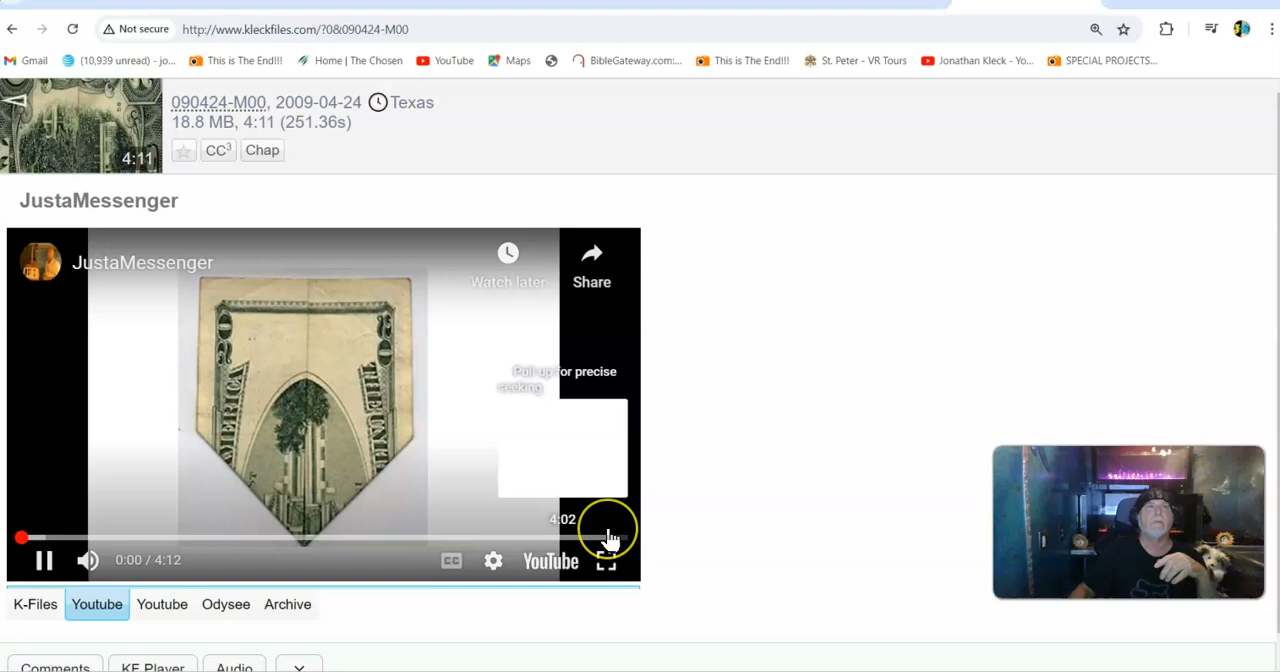 Not secure http://www.kleckfiles.com/?0&090424-M00
Gmail (10,939 unread) - jo... This is The End!!! Home | The Chosen YouTube Maps BibleGateway.com:... This is The End!!! St. Peter - VR Tours Jonathan Kleck - Yo... SPECIAL PROJECTS...
090424-M00, 2009-04-24 Texas
18.8 MB, 4:11 (251.36s)
4:11
CC3 Chap
JustaMessenger
JustaMessenger
Watch later Share
Pull up for precise
seeking
4:02
0:00 / 4:12 CC YouTube
K-Files Youtube Youtube Odysee Archive
Comments KF Player Audio